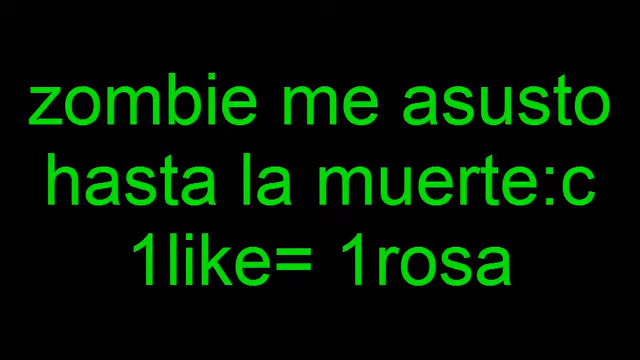 zombie me asusto
hasta la muerte:c
1like= 1rosa